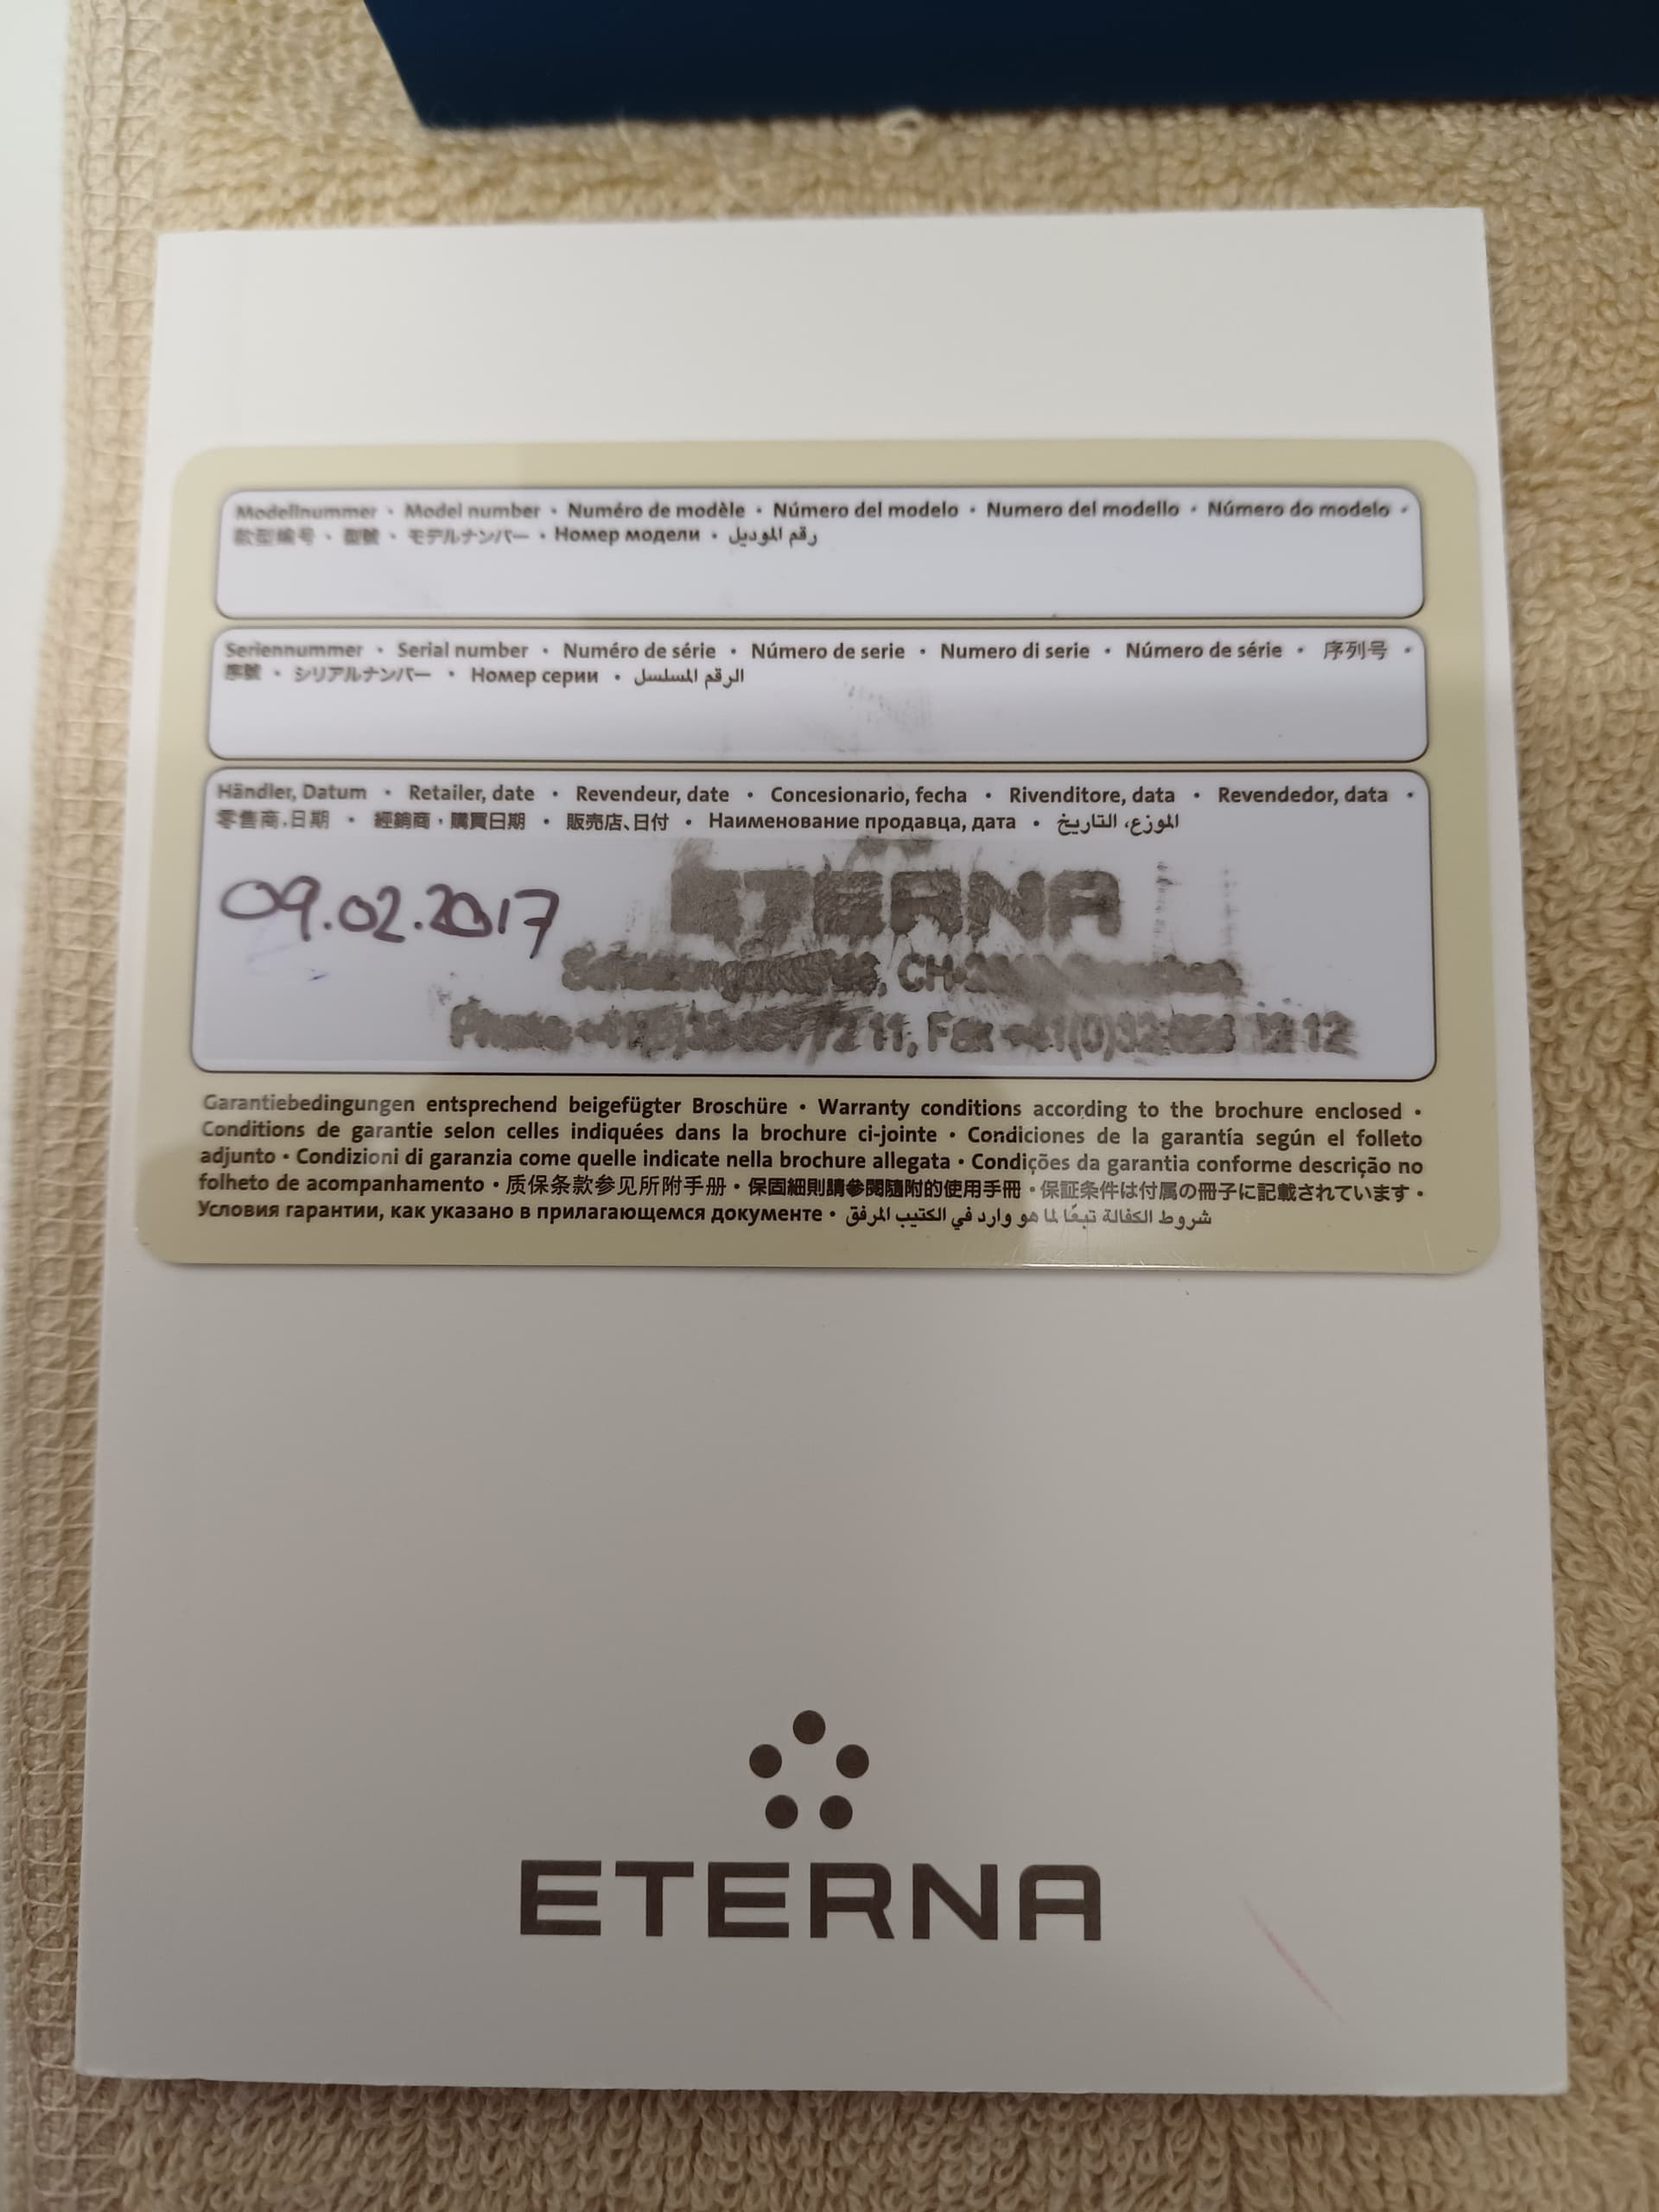 Modellnummer · Model number · Numéro de modèle · Número del modelo · Numero del modello · Número do modelo ·
款型编号 · 型號 · モデルナンバー · Номер модели · رقم الموديل
Seriennummer · Serial number · Numéro de série · Número de serie · Numero di serie · Número de série · 序列号 ·
序號 · シリアルナンバー · Номер серии · الرقم المسلسل
Händler, Datum · Retailer, date · Revendeur, date · Concesionario, fecha · Rivenditore, data · Revendedor, data ·
零售商,日期 · 經銷商,購買日期 · 販売店、日付 · Наименование продавца, дата · الموزع، التاريخ
09.02.2017 ETERNA
CH-
Phone 11, Fax +41(0)32 12 12
Garantiebedingungen entsprechend beigefügter Broschüre • Warranty conditions according to the brochure enclosed •
Conditions de garantie selon celles indiquées dans la brochure ci-jointe • Condiciones de la garantía según el folleto
adjunto • Condizioni di garanzia come quelle indicate nella brochure allegata • Condições da garantia conforme descrição no
folheto de acompanhamento • 质保条款参见所附手册 • 保固細則請參閱隨附的使用手冊 • 保証条件は付属の冊子に記載されています •
Условия гарантии, как указано в прилагающемся документе • شروط الكفالة تبعًا لما هو وارد في الكتيب المرفق
ETERNA